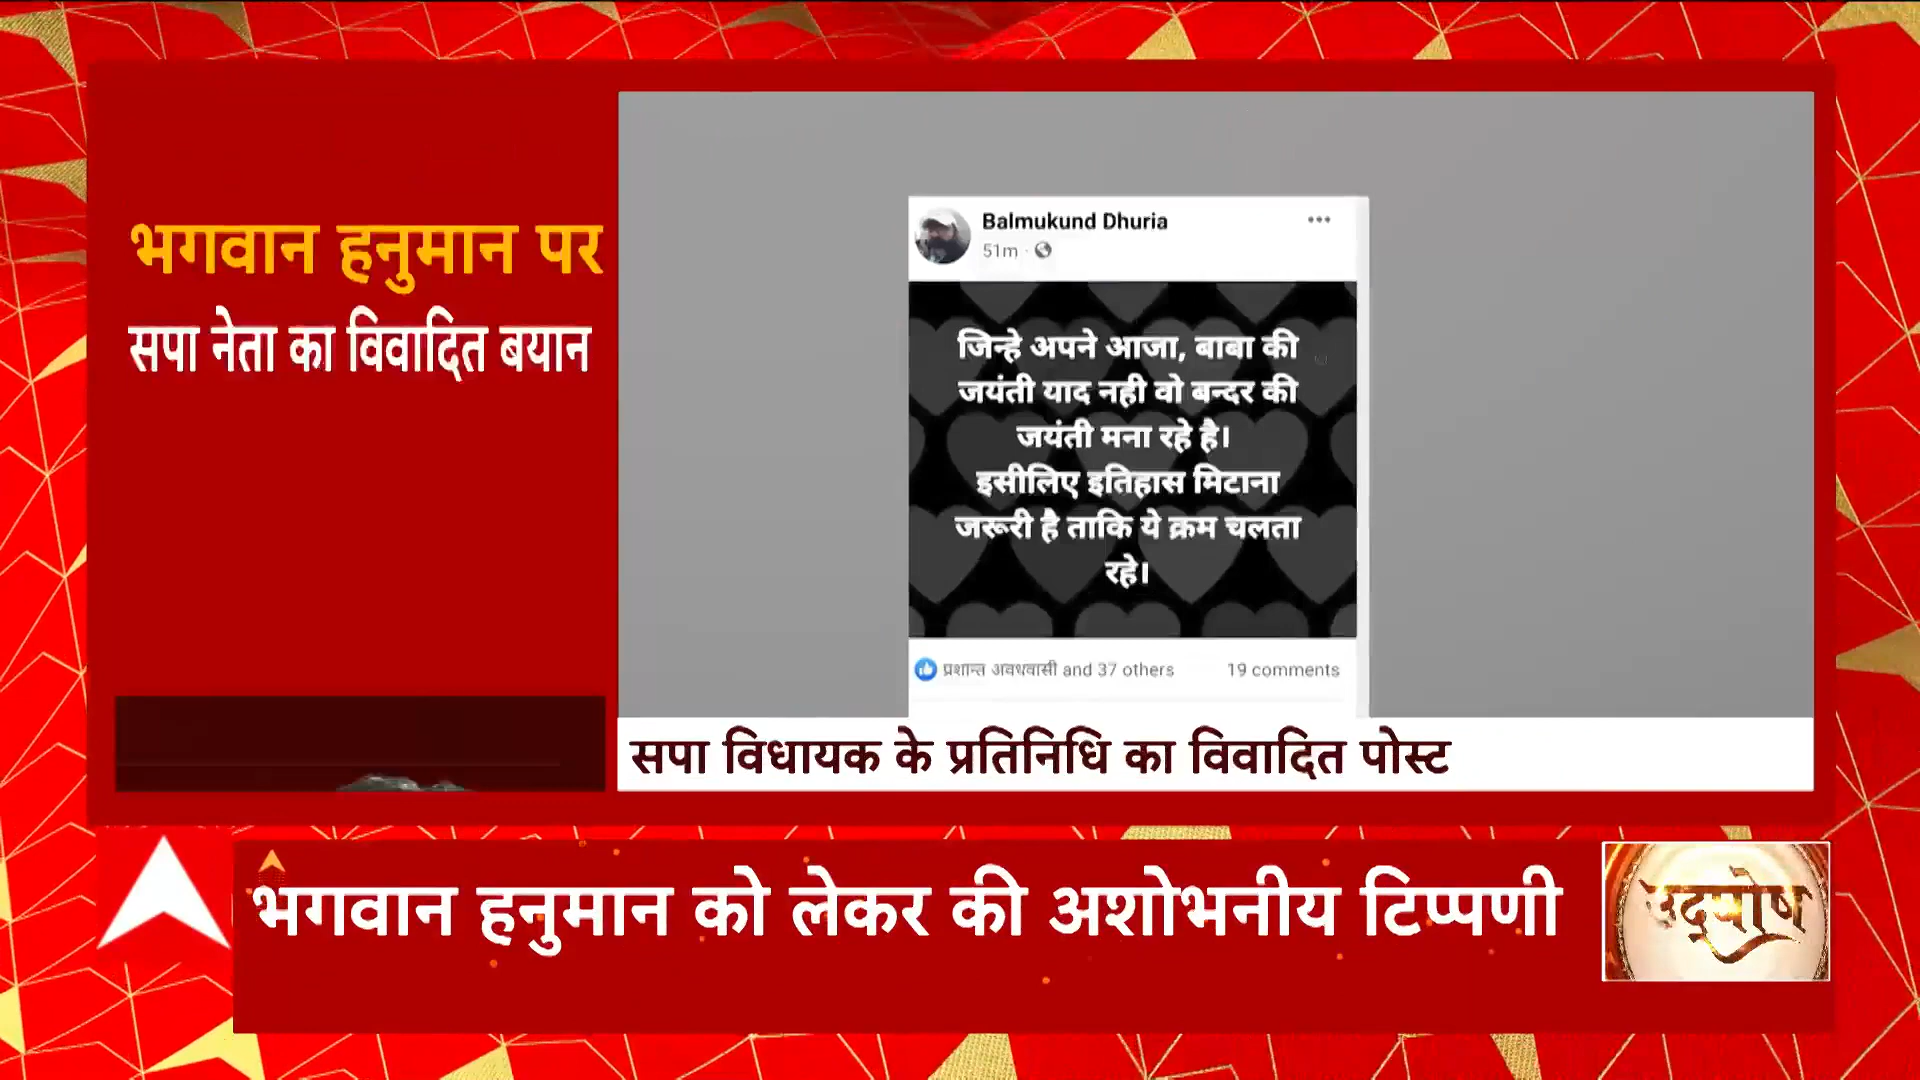 भगवान हनुमान पर
सपा नेता का विवादित बयान
Balmukund Dhuria
51m
जिन्हे अपने आजा, बाबा की
जयंती याद नही वो बन्दर की
जयंती मना रहे है।
इसीलिए इतिहास मिटाना
जरूरी है ताकि ये क्रम चलता
रहे।
प्रशान्त अवधवासी and 37 others
19 comments
सपा विधायक के प्रतिनिधि का विवादित पोस्ट
भगवान हनुमान को लेकर की अशोभनीय टिप्पणी
उद्घोष